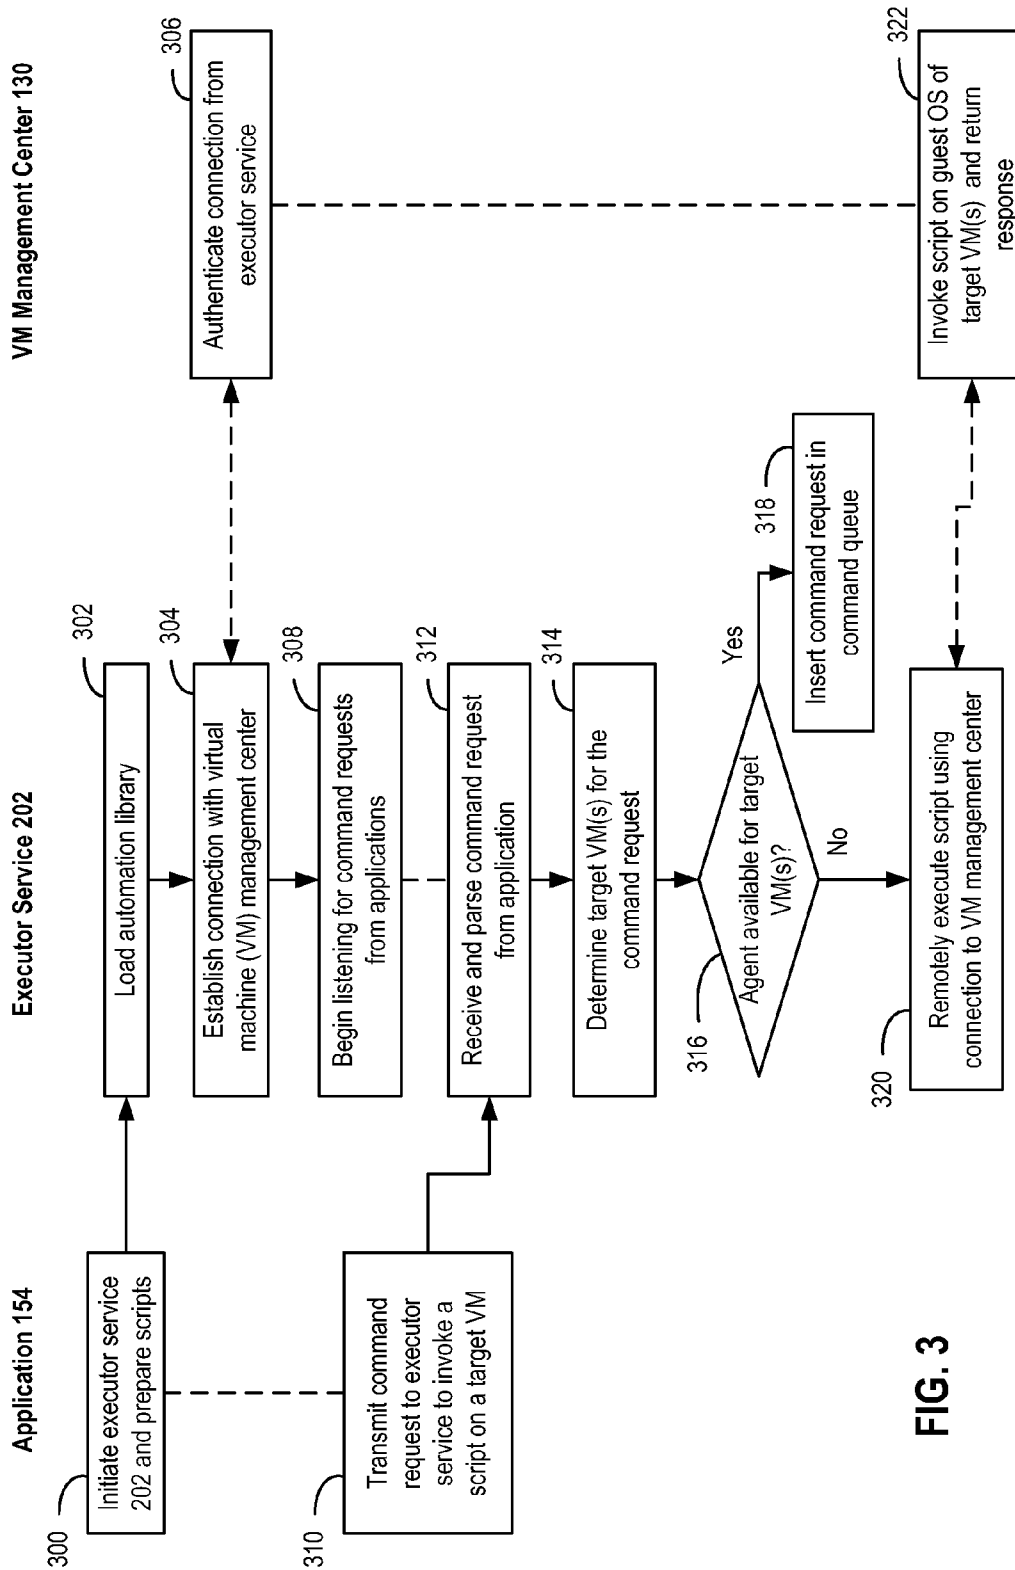 Application 154
Executor Service 202
VM Management Center 130
300
Initiate executor service
202 and prepare scripts
302
Load automation library
304
Establish connection with virtual
machine (VM) management center
306
Authenticate connection from
executor service
308
Begin listening for command requests
from applications
310
Transmit command
request to executor
service to invoke a
script on a target VM
312
Receive and parse command request
from application
314
Determine target VM(s) for the
command request
316
Agent available for target
VM(s)?
Yes
No
318
Insert command request in
command queue
320
Remotely execute script using
connection to VM management center
322
Invoke script on guest OS of
target VM(s) and return
response
FIG. 3